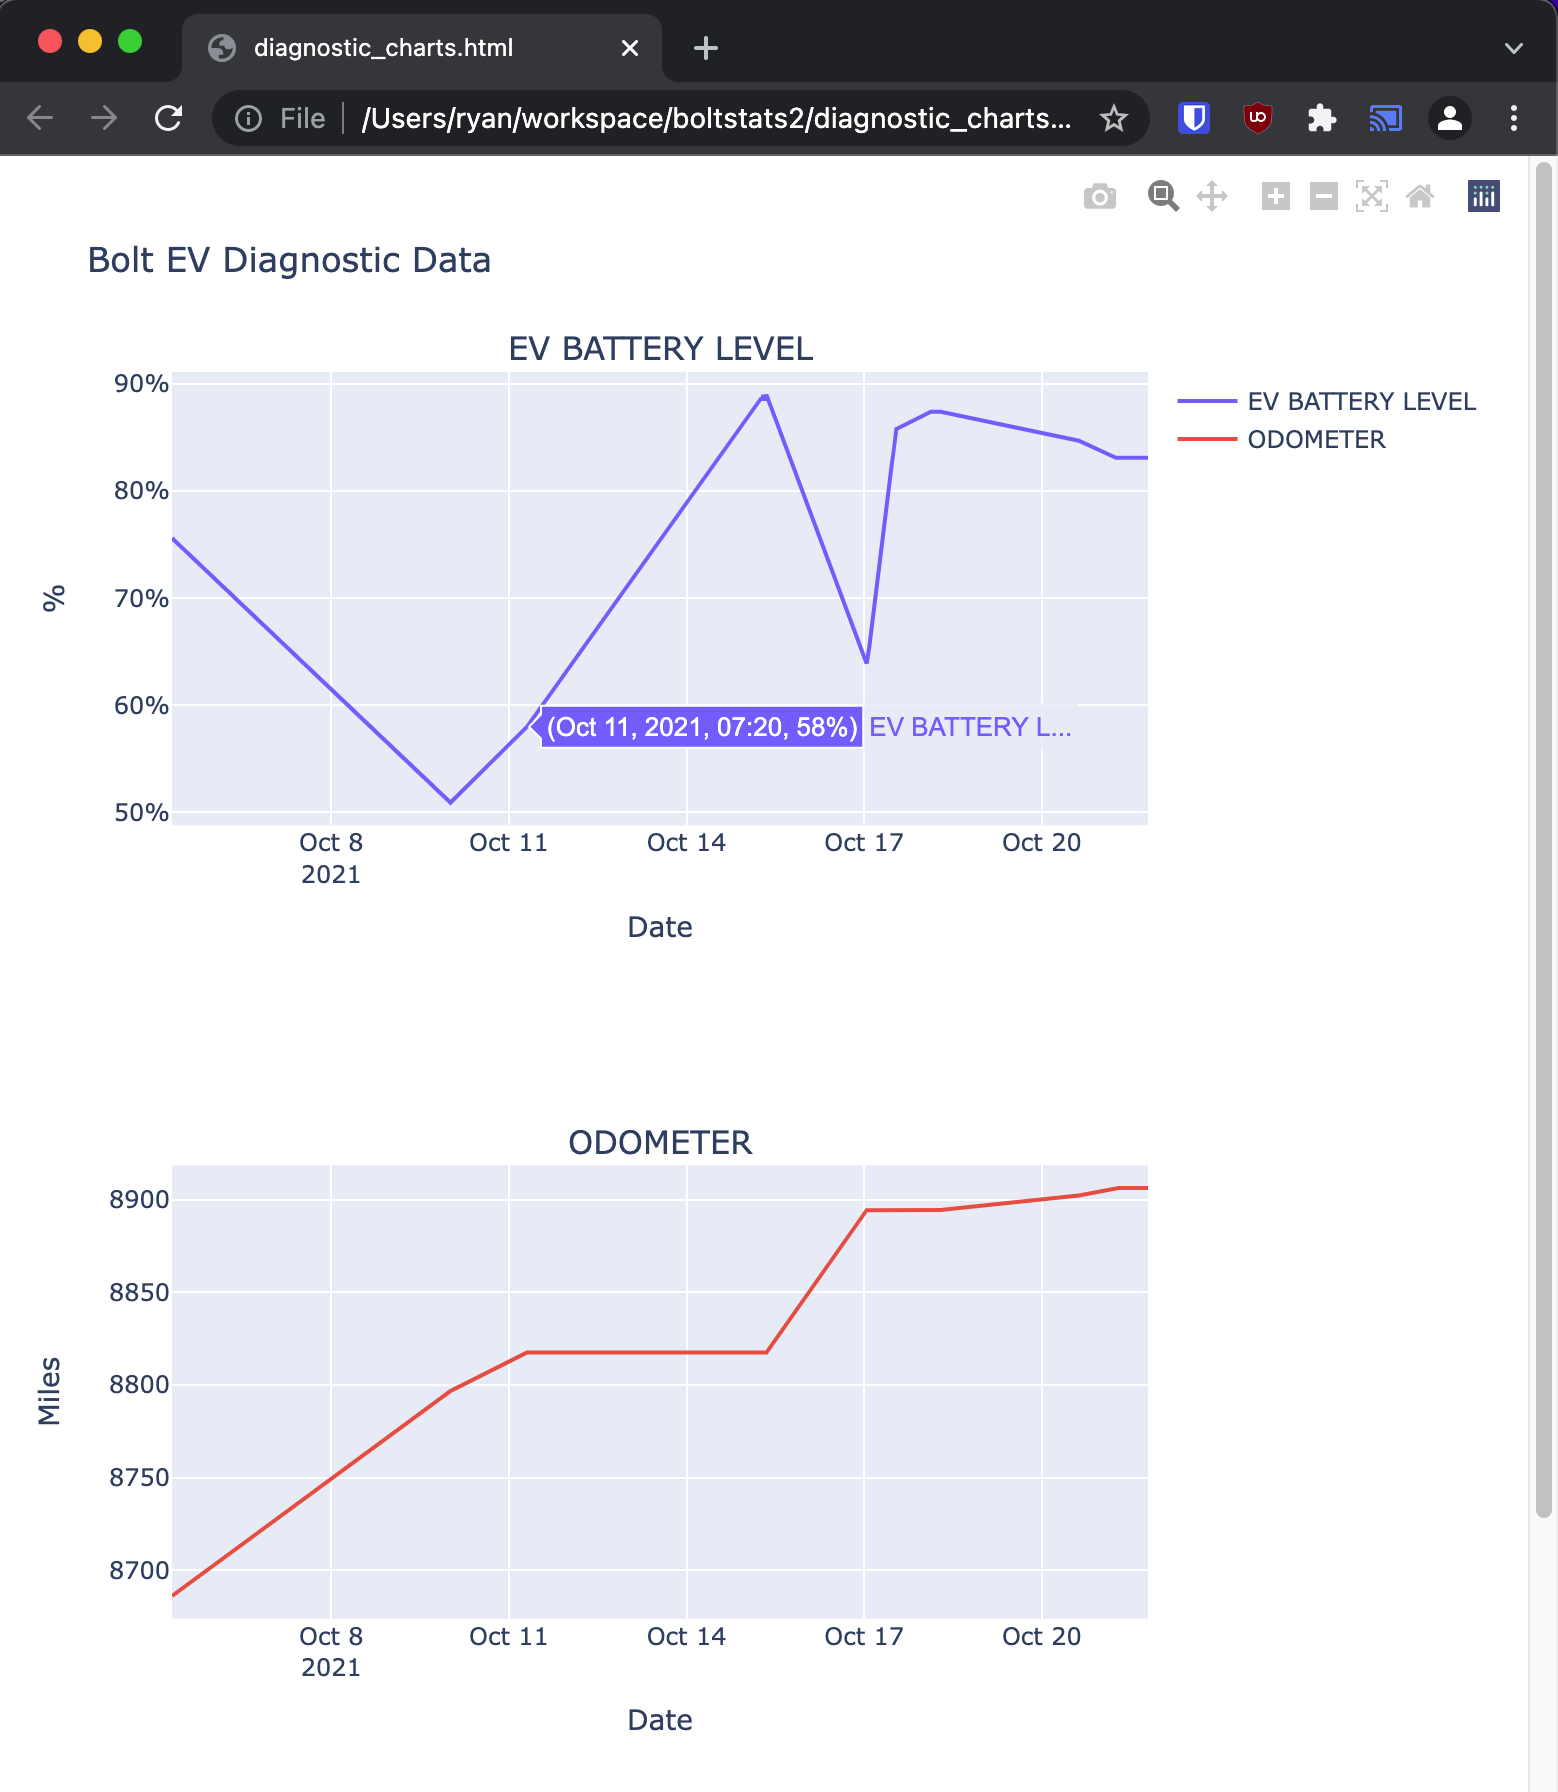 diagnostic_charts.html
File /Users/ryan/workspace/boltstats2/diagnostic_charts...
Bolt EV Diagnostic Data
EV BATTERY LEVEL
90%
80%
70%
60%
50%
%
(Oct 11, 2021, 07:20, 58%) EV BATTERY L...
Oct 8
2021
Oct 11
Oct 14
Oct 17
Oct 20
Date
EV BATTERY LEVEL
ODOMETER
ODOMETER
8900
8850
8800
8750
8700
Miles
Oct 8
2021
Oct 11
Oct 14
Oct 17
Oct 20
Date